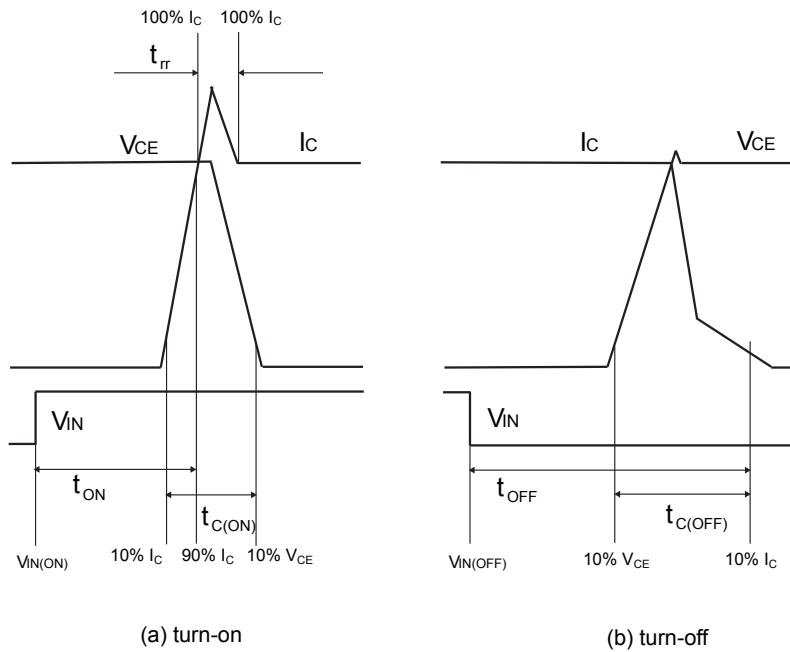 100% IC 100% IC
trr
VCE IC
VIN
tON
tC(ON)
VIN(ON) 10% IC 90% IC 10% VCE
(a) turn-on
IC VCE
VIN
tOFF
tC(OFF)
VIN(OFF) 10% VCE 10% IC
(b) turn-off